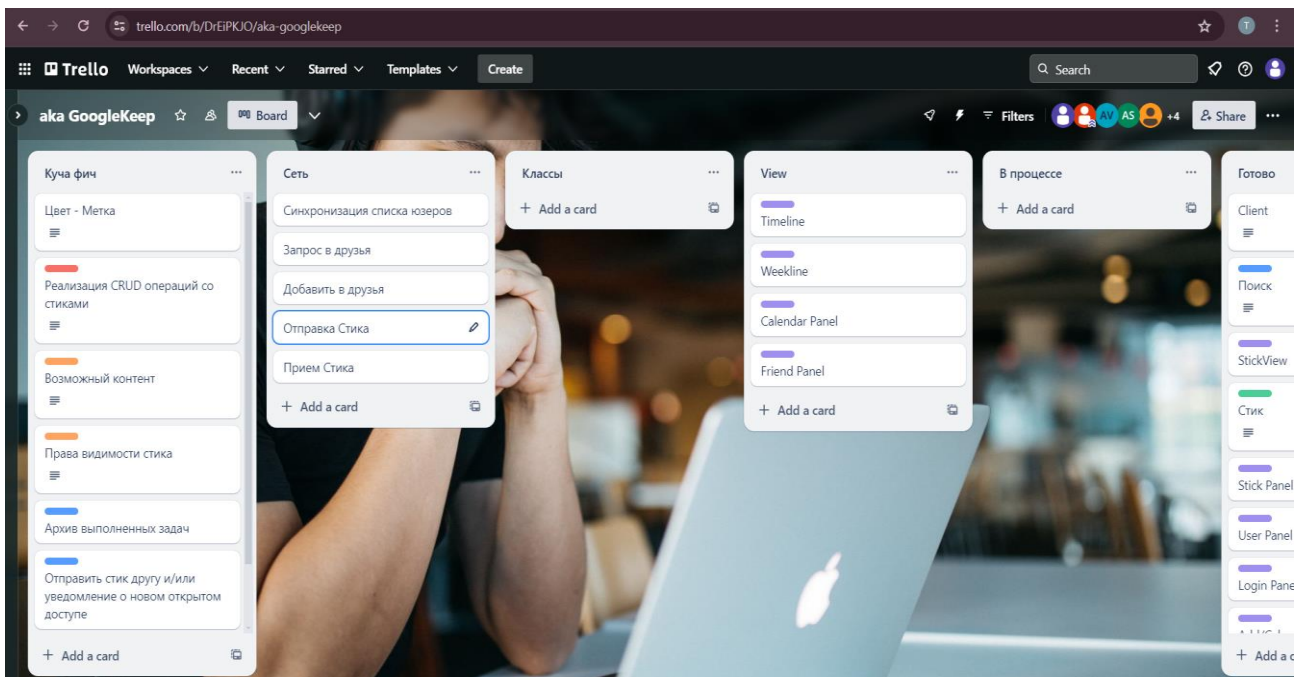 trello.com/b/DrEiPKJO/aka-googlekeep
T
Trello Workspaces Recent Starred Templates Create Search
aka GoogleKeep Board Filters AV AS +4 Share
Куча фич
Цвет - Метка
Реализация CRUD операций со
стиками
Возможный контент
Права видимости стика
Архив выполненных задач
Отправить стик другу и/или
уведомление о новом открытом
доступе
+ Add a card
Сеть
Синхронизация списка юзеров
Запрос в друзья
Добавить в друзья
Отправка Стика
Прием Стика
+ Add a card
Классы
+ Add a card
View
Timeline
Weekline
Calendar Panel
Friend Panel
+ Add a card
В процессе
+ Add a card
Готово
Client
Поиск
StickView
Стик
Stick Panel
User Panel
Login Pane
+ Add a c